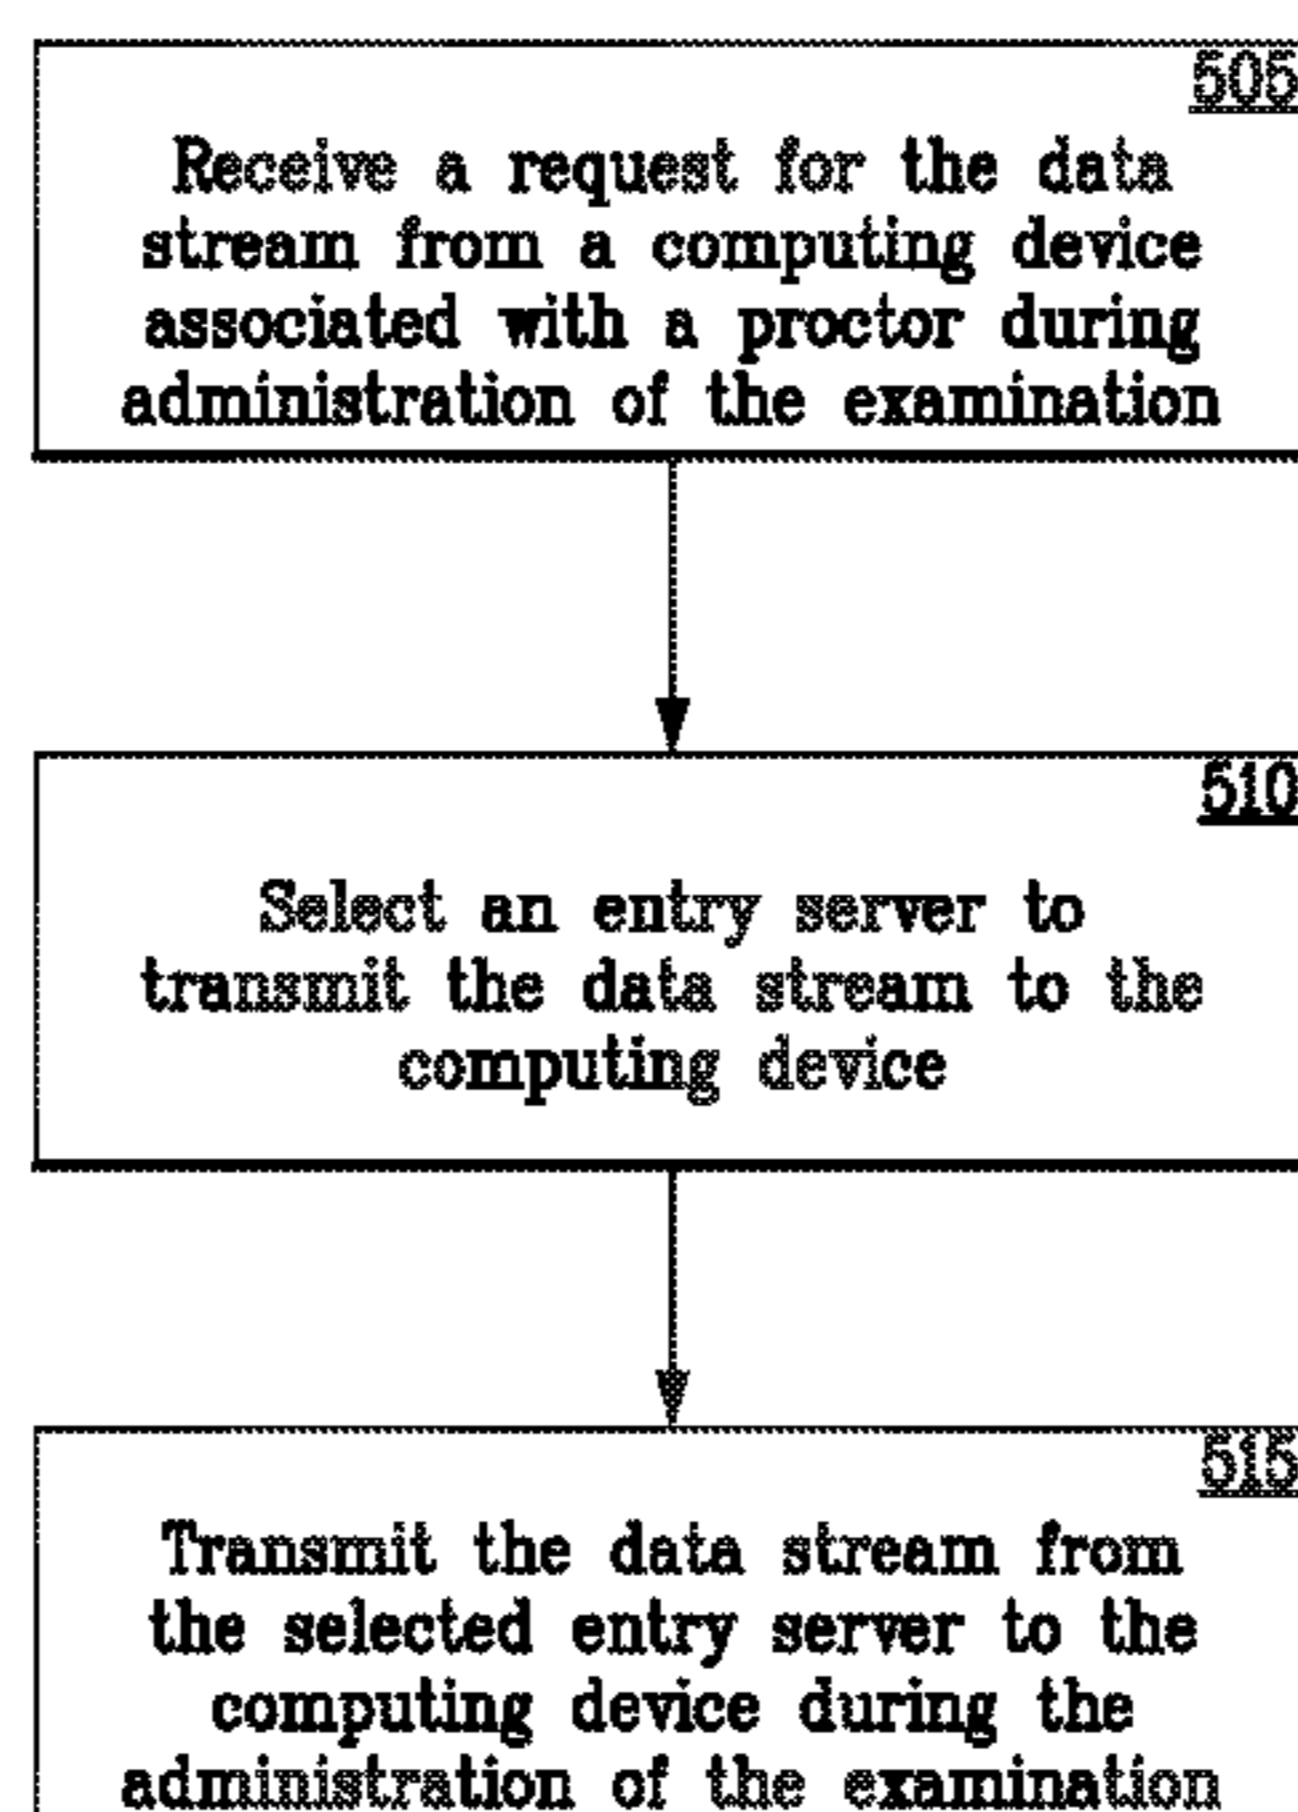 505
Receive a request for the data
stream from a computing device
associated with a proctor during
administration of the examination
510
Select an entry server to
transmit the data stream to the
computing device
515
Transmit the data stream from
the selected entry server to the
computing device during the
administration of the examination